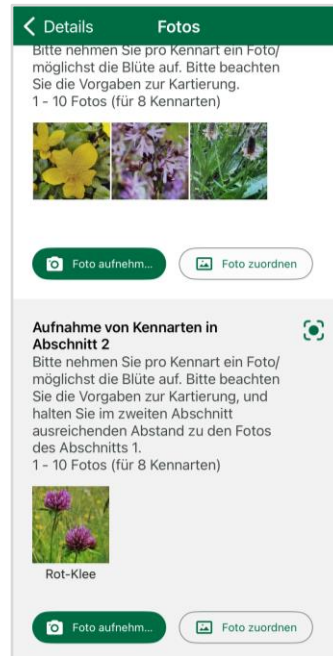 Details
Fotos
Bitte nehmen Sie pro Kennart ein Foto/
möglichst die Blüte auf. Bitte beachten
Sie die Vorgaben zur Kartierung.
1 - 10 Fotos (für 8 Kennarten)
Foto aufnehm...
Foto zuordnen
Aufnahme von Kennarten in
Abschnitt 2
Bitte nehmen Sie pro Kennart ein Foto/
möglichst die Blüte auf. Bitte beachten
Sie die Vorgaben zur Kartierung, und
halten Sie im zweiten Abschnitt
ausreichenden Abstand zu den Fotos
des Abschnitts 1.
1 - 10 Fotos (für 8 Kennarten)
Rot-Klee
Foto aufnehm...
Foto zuordnen